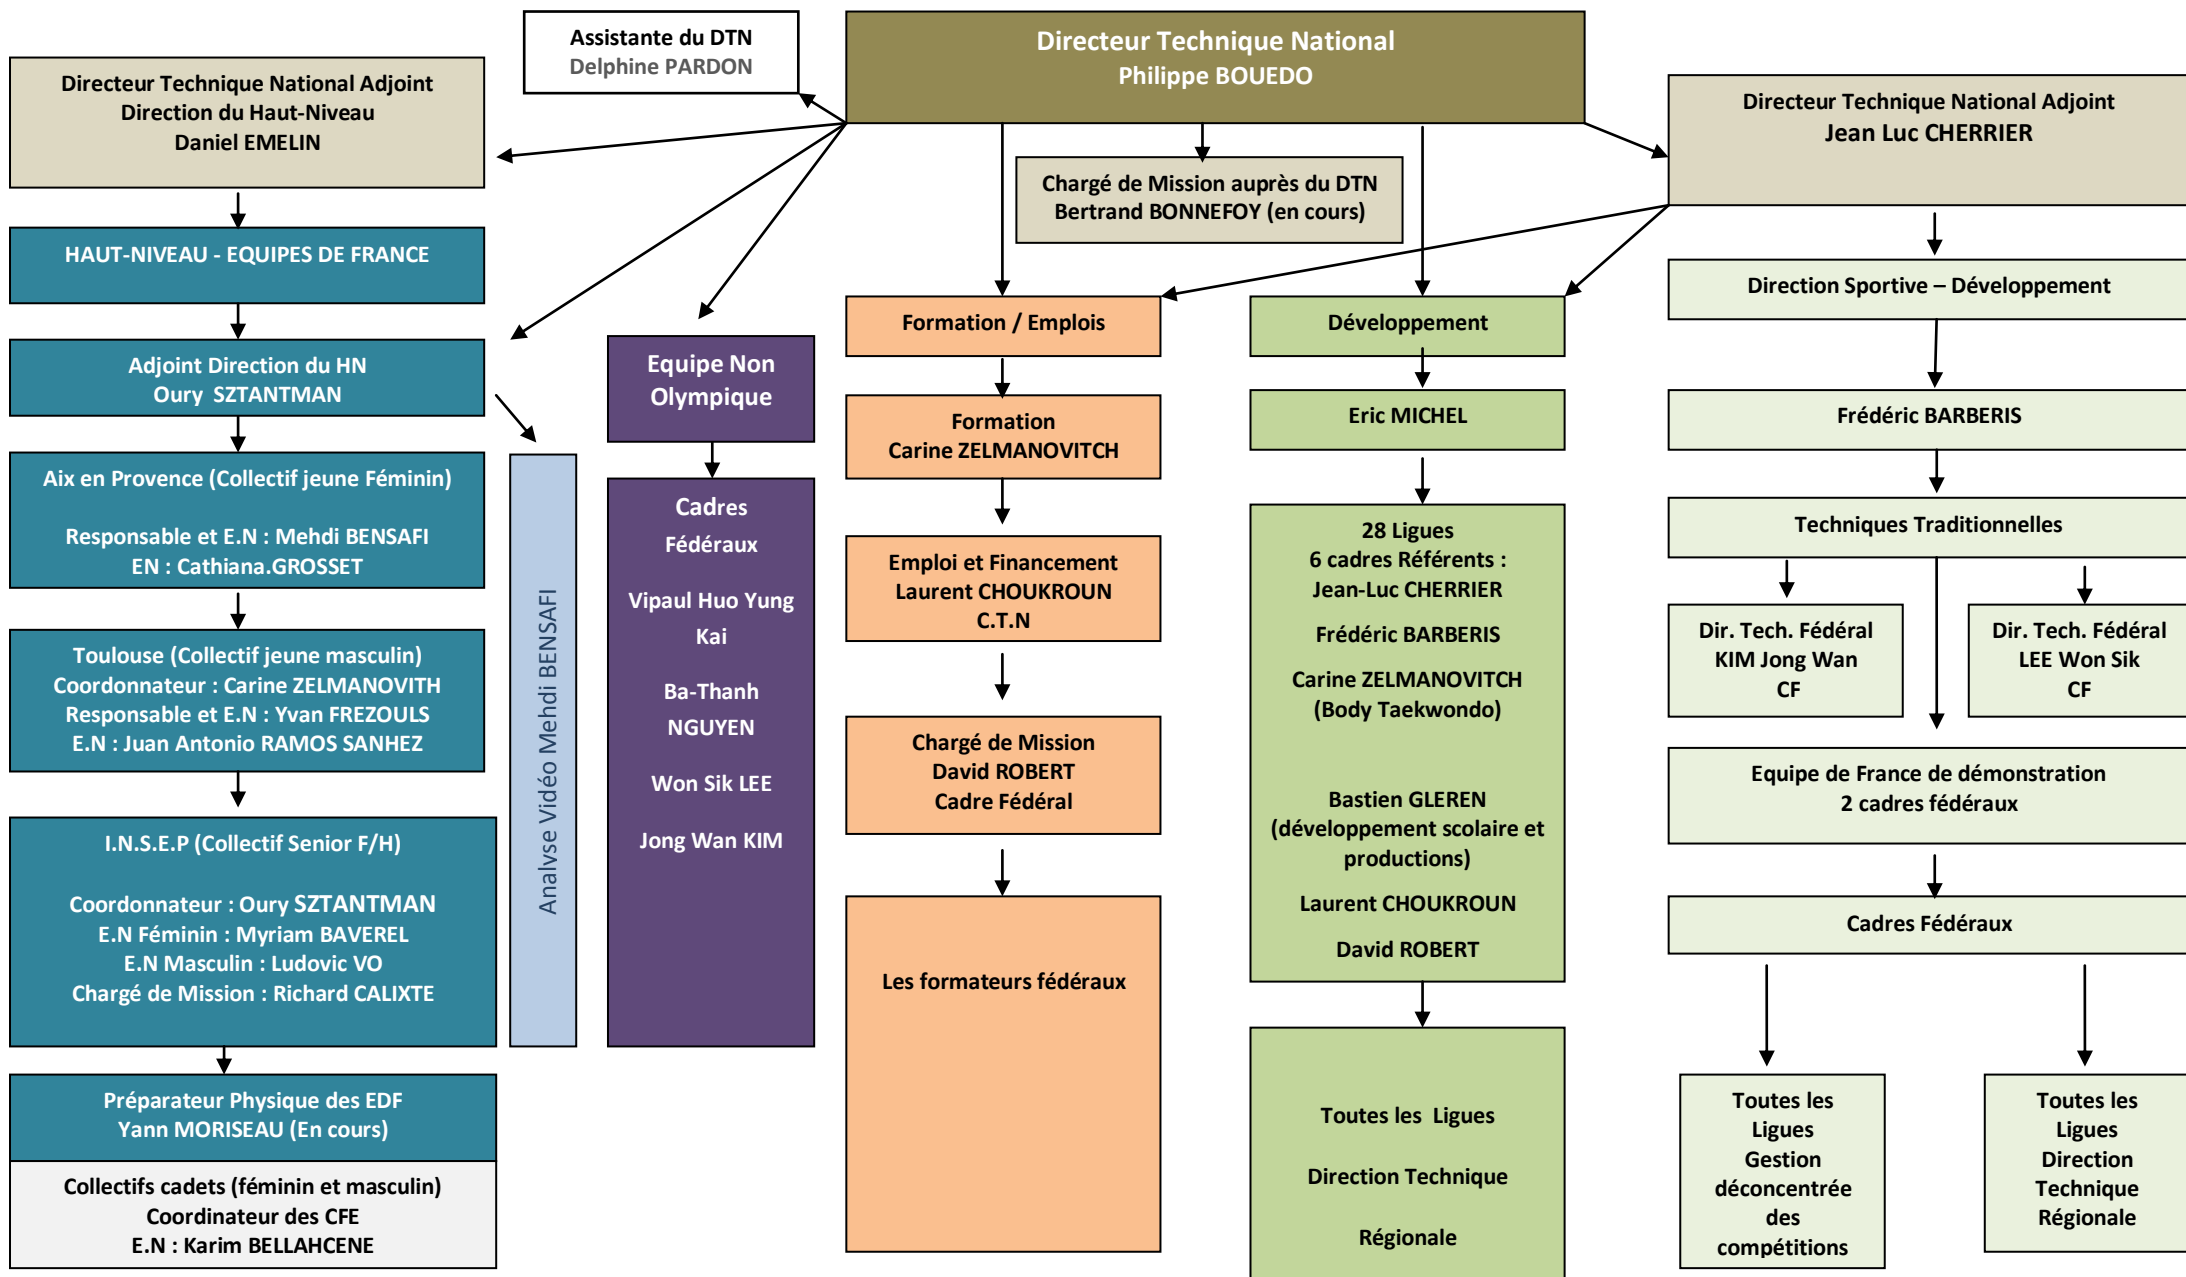 Assistante du DTN
Delphine PARDON
Directeur Technique National
Philippe BOUEDO
Directeur Technique National Adjoint
Direction du Haut-Niveau
Daniel EMELIN
Directeur Technique National Adjoint
Jean Luc CHERRIER
Chargé de Mission auprès du DTN
Bertrand BONNEFOY (en cours)
HAUT-NIVEAU - EQUIPES DE FRANCE
Adjoint Direction du HN
Oury  SZTANTMAN
Aix en Provence (Collectif jeune Féminin)
Responsable et E.N : Mehdi BENSAFI
EN : Cathiana.GROSSET
Toulouse (Collectif jeune masculin)
Coordonnateur : Carine ZELMANOVITH
Responsable et E.N : Yvan FREZOULS
E.N : Juan Antonio RAMOS SANHEZ
I.N.S.E.P (Collectif Senior F/H)
Coordonnateur : Oury SZTANTMAN
E.N Féminin : Myriam BAVEREL
E.N Masculin : Ludovic VO
Chargé de Mission : Richard CALIXTE
Préparateur Physique des EDF
Yann MORISEAU (En cours)
Collectifs cadets (féminin et masculin)
Coordinateur des CFE
E.N : Karim BELLAHCENE
Analyse Vidéo Mehdi BENSAFI
Equipe Non
Olympique
Cadres
Fédéraux
Vipaul Huo Yung
Kai
Ba-Thanh
NGUYEN
Won Sik LEE
Jong Wan KIM
Formation / Emplois
Formation
Carine ZELMANOVITCH
Emploi et Financement
Laurent CHOUKROUN
C.T.N
Chargé de Mission
David ROBERT
Cadre Fédéral
Les formateurs fédéraux
Développement
Eric MICHEL
28 Ligues
6 cadres Référents :
Jean-Luc CHERRIER
Frédéric BARBERIS
Carine ZELMANOVITCH
(Body Taekwondo)
Bastien GLEREN
(développement scolaire et
productions)
Laurent CHOUKROUN
David ROBERT
Toutes les  Ligues
Direction Technique
Régionale
Direction Sportive – Développement
Frédéric BARBERIS
Techniques Traditionnelles
Dir. Tech. Fédéral
KIM Jong Wan
CF
Dir. Tech. Fédéral
LEE Won Sik
CF
Equipe de France de démonstration
2 cadres fédéraux
Cadres Fédéraux
Toutes les
Ligues
Gestion
déconcentrée
des
compétitions
Toutes les
Ligues
Direction
Technique
Régionale